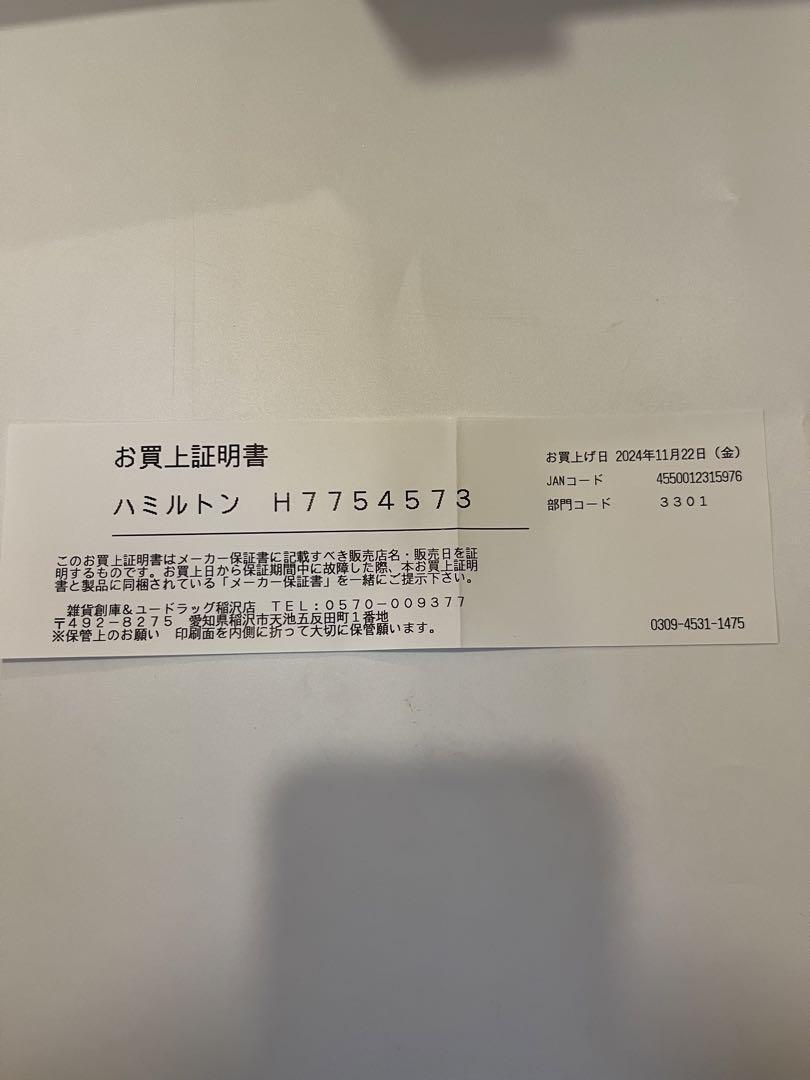 お買上証明書
ハミルトン　Ｈ７７５４５７３
お買上げ日 2024年11月22日（金）
JANコード 4550012315976
部門コード ３３０１
このお買上証明書はメーカー保証書に記載すべき販売店名・販売日を証
明するものです。お買上日から保証期間中に故障した際、本お買上証明
書と製品に同梱されている「メーカー保証書」を一緒にご提示下さい。
雑貨創庫＆ユードラッグ稲沢店　ＴＥＬ：０５７０－００９３７７
〒４９２－８２７５　愛知県稲沢市天池五反田町１番地
※保管上のお願い　印刷面を内側に折って大切に保管願います。
0309-4531-1475